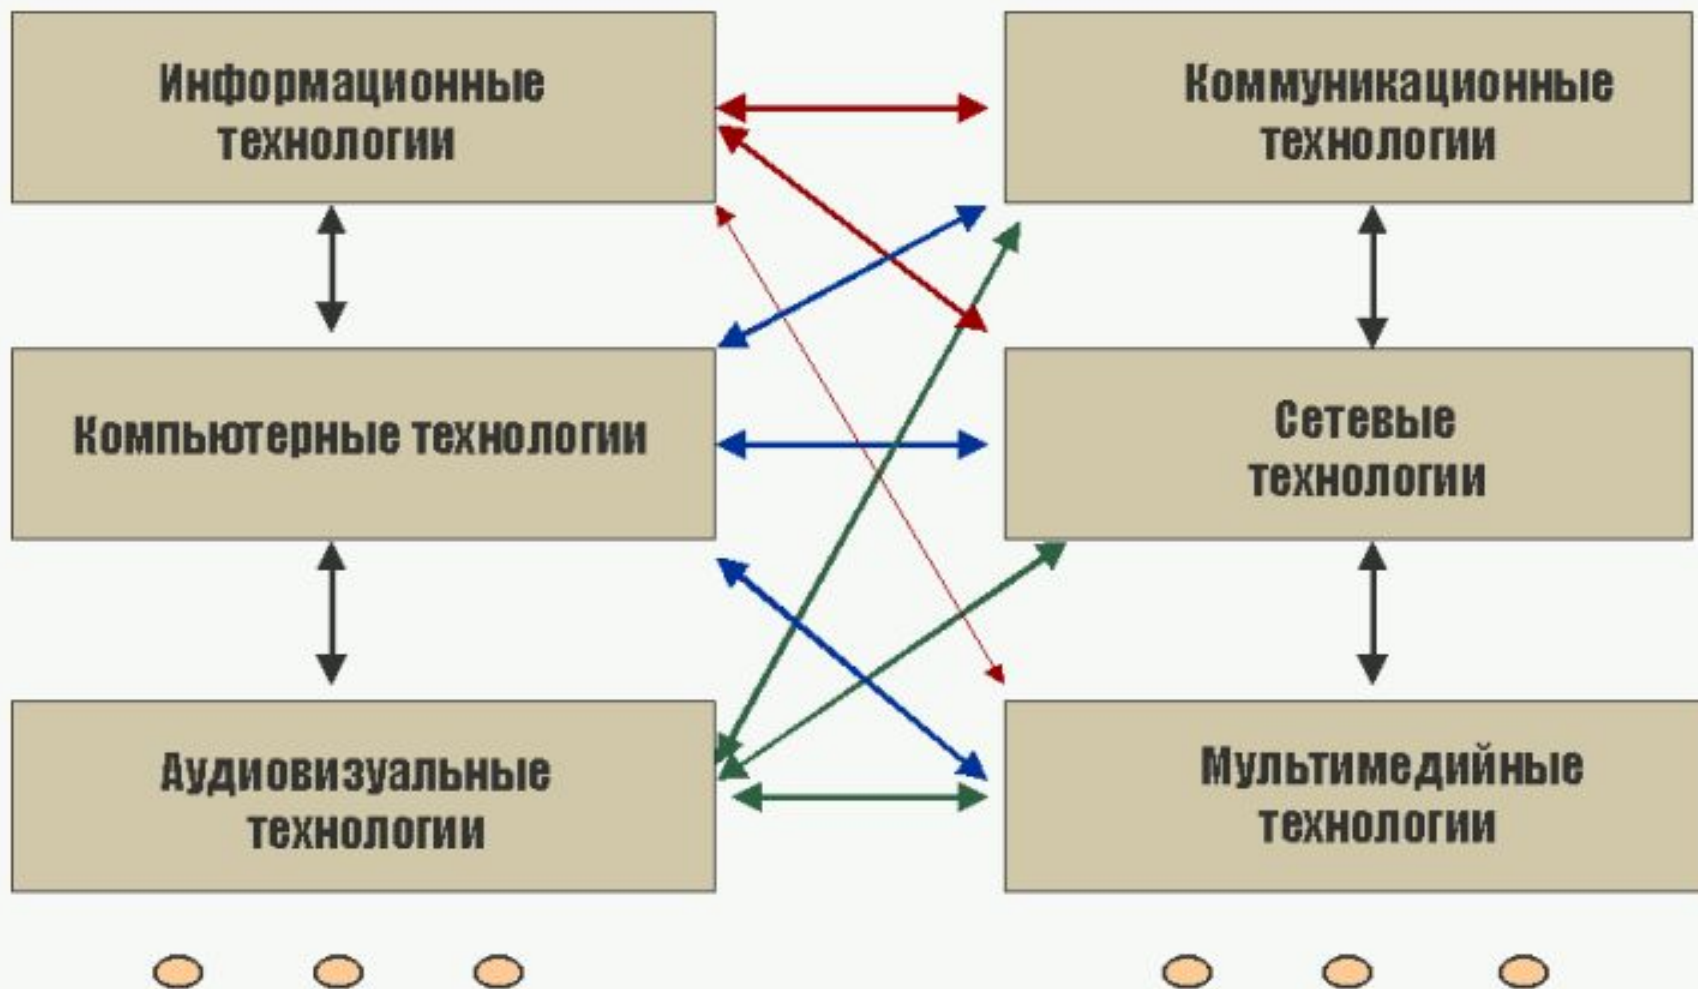 Информационные
технологии
Коммуникационные
технологии
Компьютерные технологии
Сетевые
технологии
Аудиовизуальные
технологии
Мультимедийные
технологии